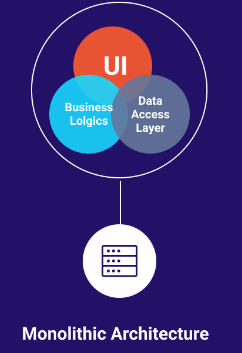 UI
Business
Lolgics
Data
Access
Layer
Monolithic Architecture